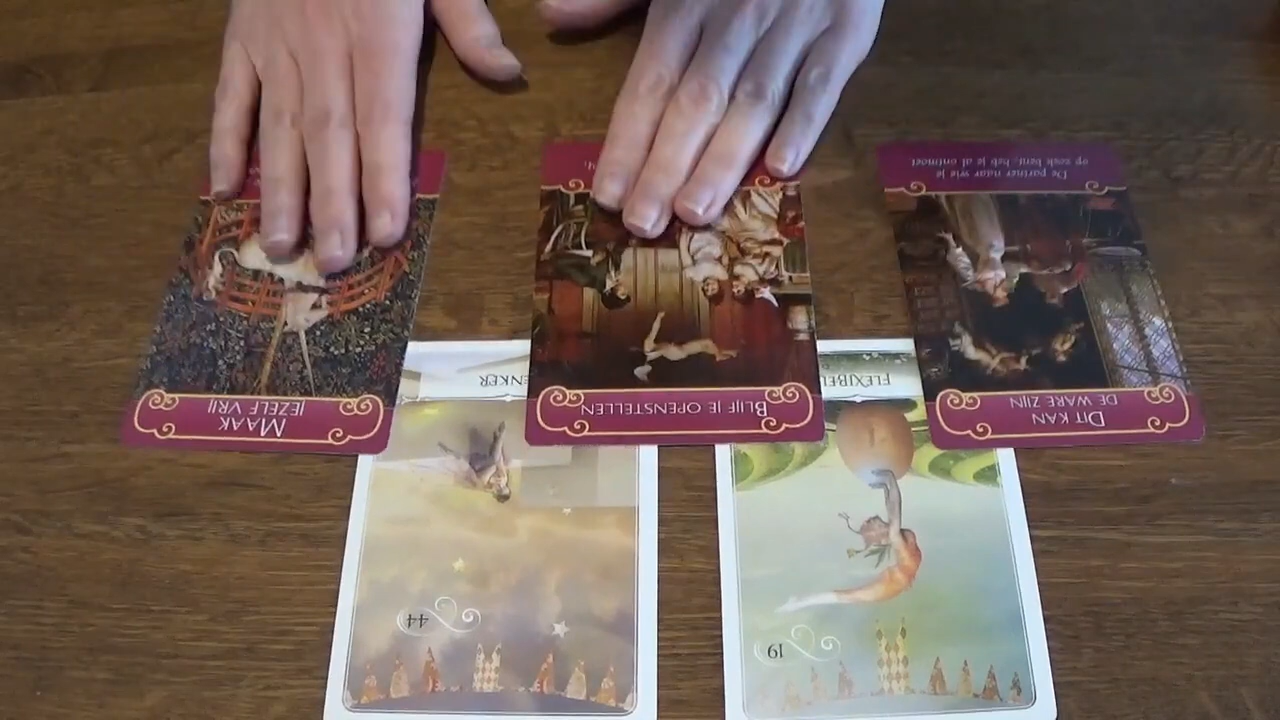 MAAK
JEZELF VRIJ
BLIJF JE OPENSTELLEN
DIT KAN
DE WARE ZIJN
De partner naar wie je
op zoek bent, heb je al ontmoet
44
19